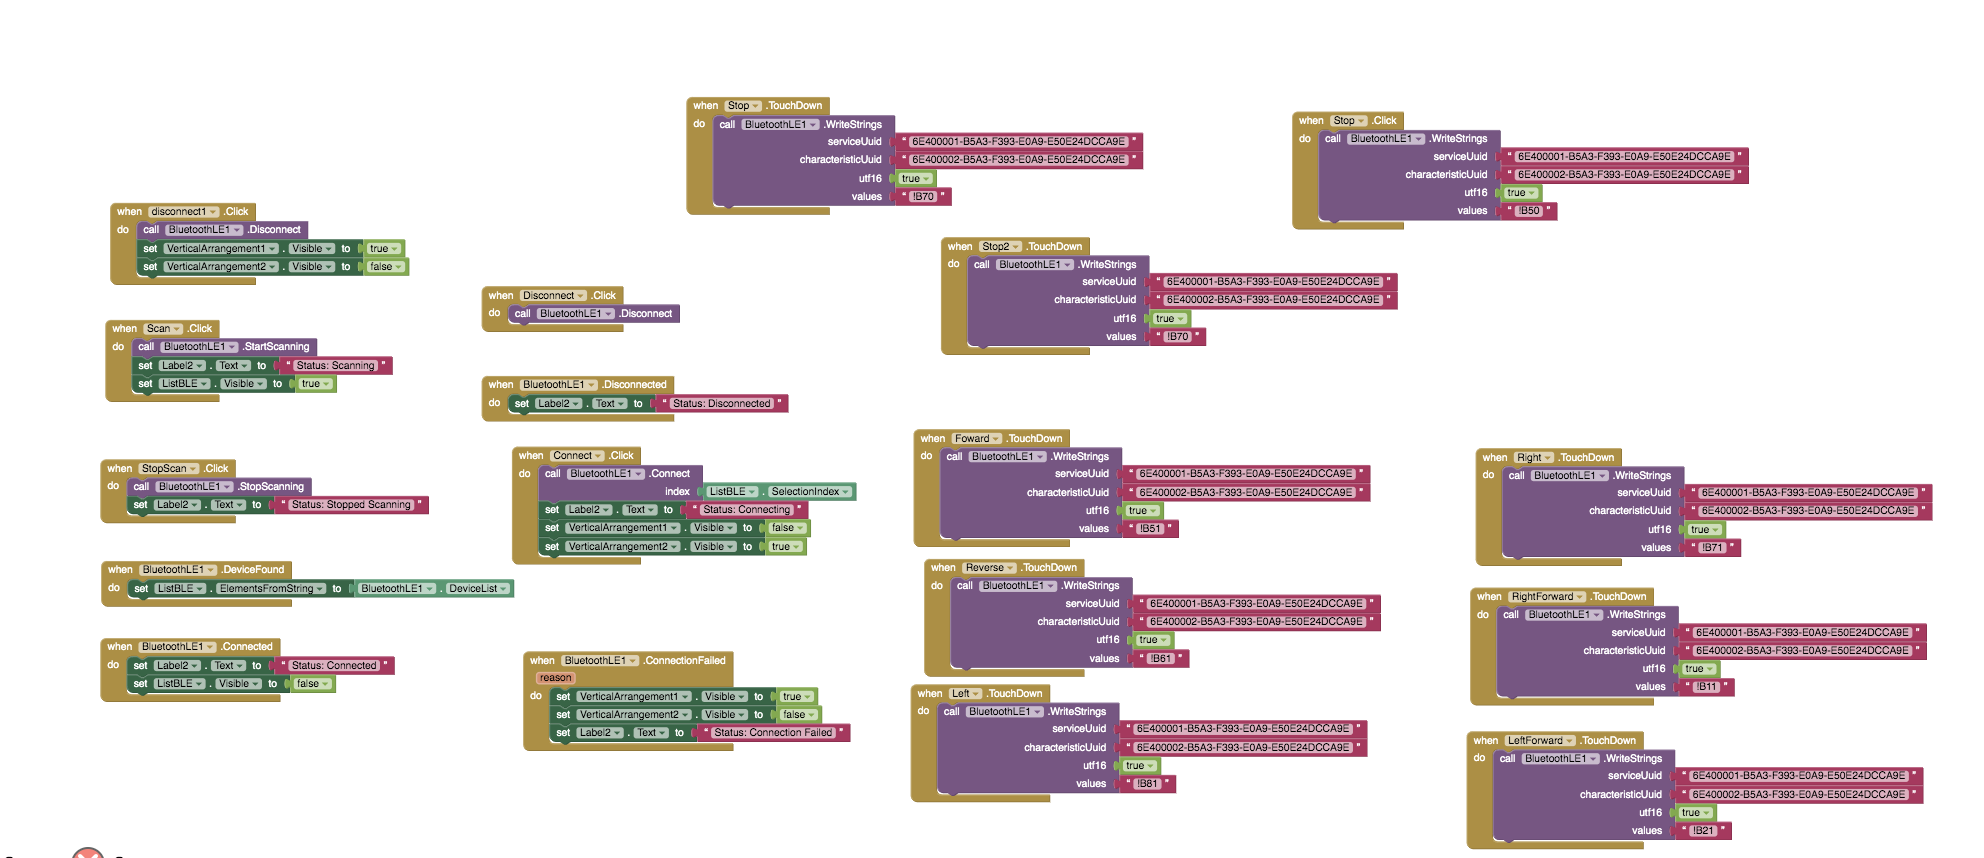 when Stop .TouchDown
do call BluetoothLE1 .WriteStrings
serviceUuid " 6E400001-B5A3-F393-E0A9-E50E24DCCA9E "
characteristicUuid " 6E400002-B5A3-F393-E0A9-E50E24DCCA9E "
utf16 true
values " !B70 "
when Stop .Click
do call BluetoothLE1 .WriteStrings
serviceUuid " 6E400001-B5A3-F393-E0A9-E50E24DCCA9E "
characteristicUuid " 6E400002-B5A3-F393-E0A9-E50E24DCCA9E "
utf16 true
values " !B50 "
when disconnect1 .Click
do call BluetoothLE1 .Disconnect
set VerticalArrangement1 . Visible to true
set VerticalArrangement2 . Visible to false
when Stop2 .TouchDown
do call BluetoothLE1 .WriteStrings
serviceUuid " 6E400001-B5A3-F393-E0A9-E50E24DCCA9E "
characteristicUuid " 6E400002-B5A3-F393-E0A9-E50E24DCCA9E "
utf16 true
values " !B70 "
when Disconnect .Click
do call BluetoothLE1 .Disconnect
when Scan .Click
do call BluetoothLE1 .StartScanning
set Label2 . Text to " Status: Scanning "
set ListBLE . Visible to true
when BluetoothLE1 .Disconnected
do set Label2 . Text to " Status: Disconnected "
when StopScan .Click
do call BluetoothLE1 .StopScanning
set Label2 . Text to " Status: Stopped Scanning "
when Connect .Click
do call BluetoothLE1 .Connect
index ListBLE . SelectionIndex
set Label2 . Text to " Status: Connecting "
set VerticalArrangement1 . Visible to false
set VerticalArrangement2 . Visible to true
when Foward .TouchDown
do call BluetoothLE1 .WriteStrings
serviceUuid " 6E400001-B5A3-F393-E0A9-E50E24DCCA9E "
characteristicUuid " 6E400002-B5A3-F393-E0A9-E50E24DCCA9E "
utf16 true
values " !B51 "
when Right .TouchDown
do call BluetoothLE1 .WriteStrings
serviceUuid " 6E400001-B5A3-F393-E0A9-E50E24DCCA9E "
characteristicUuid " 6E400002-B5A3-F393-E0A9-E50E24DCCA9E "
utf16 true
values " !B71 "
when BluetoothLE1 .DeviceFound
do set ListBLE . ElementsFromString to BluetoothLE1 . DeviceList
when Reverse .TouchDown
do call BluetoothLE1 .WriteStrings
serviceUuid " 6E400001-B5A3-F393-E0A9-E50E24DCCA9E "
characteristicUuid " 6E400002-B5A3-F393-E0A9-E50E24DCCA9E "
utf16 true
values " !B61 "
when RightForward .TouchDown
do call BluetoothLE1 .WriteStrings
serviceUuid " 6E400001-B5A3-F393-E0A9-E50E24DCCA9E "
characteristicUuid " 6E400002-B5A3-F393-E0A9-E50E24DCCA9E "
utf16 true
values " !B11 "
when BluetoothLE1 .Connected
do set Label2 . Text to " Status: Connected "
set ListBLE . Visible to false
when BluetoothLE1 .ConnectionFailed
reason
do set VerticalArrangement1 . Visible to true
set VerticalArrangement2 . Visible to false
set Label2 . Text to " Status: Connection Failed "
when Left .TouchDown
do call BluetoothLE1 .WriteStrings
serviceUuid " 6E400001-B5A3-F393-E0A9-E50E24DCCA9E "
characteristicUuid " 6E400002-B5A3-F393-E0A9-E50E24DCCA9E "
utf16 true
values " !B81 "
when LeftForward .TouchDown
do call BluetoothLE1 .WriteStrings
serviceUuid " 6E400001-B5A3-F393-E0A9-E50E24DCCA9E "
characteristicUuid " 6E400002-B5A3-F393-E0A9-E50E24DCCA9E "
utf16 true
values " !B21 "